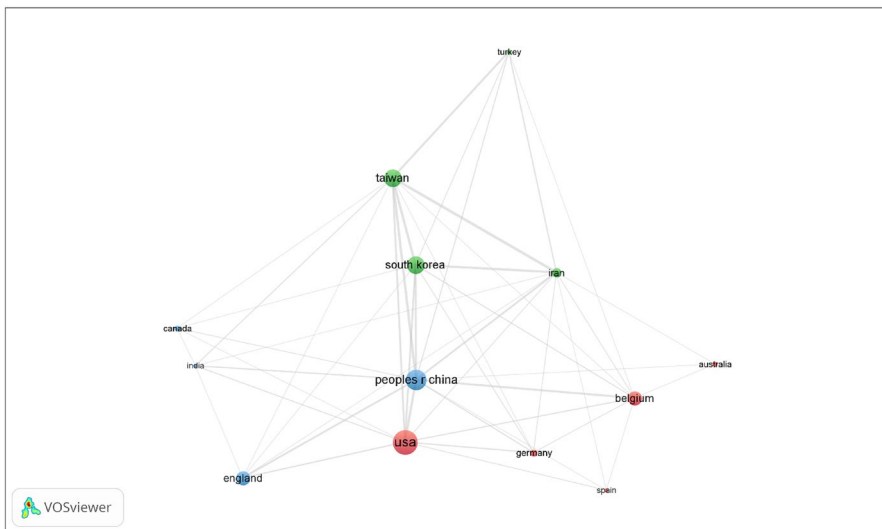 turkey
taiwan
south korea
iran
canada
india
peoples r china
australia
belgium
usa
germany
england
spain
VOSviewer